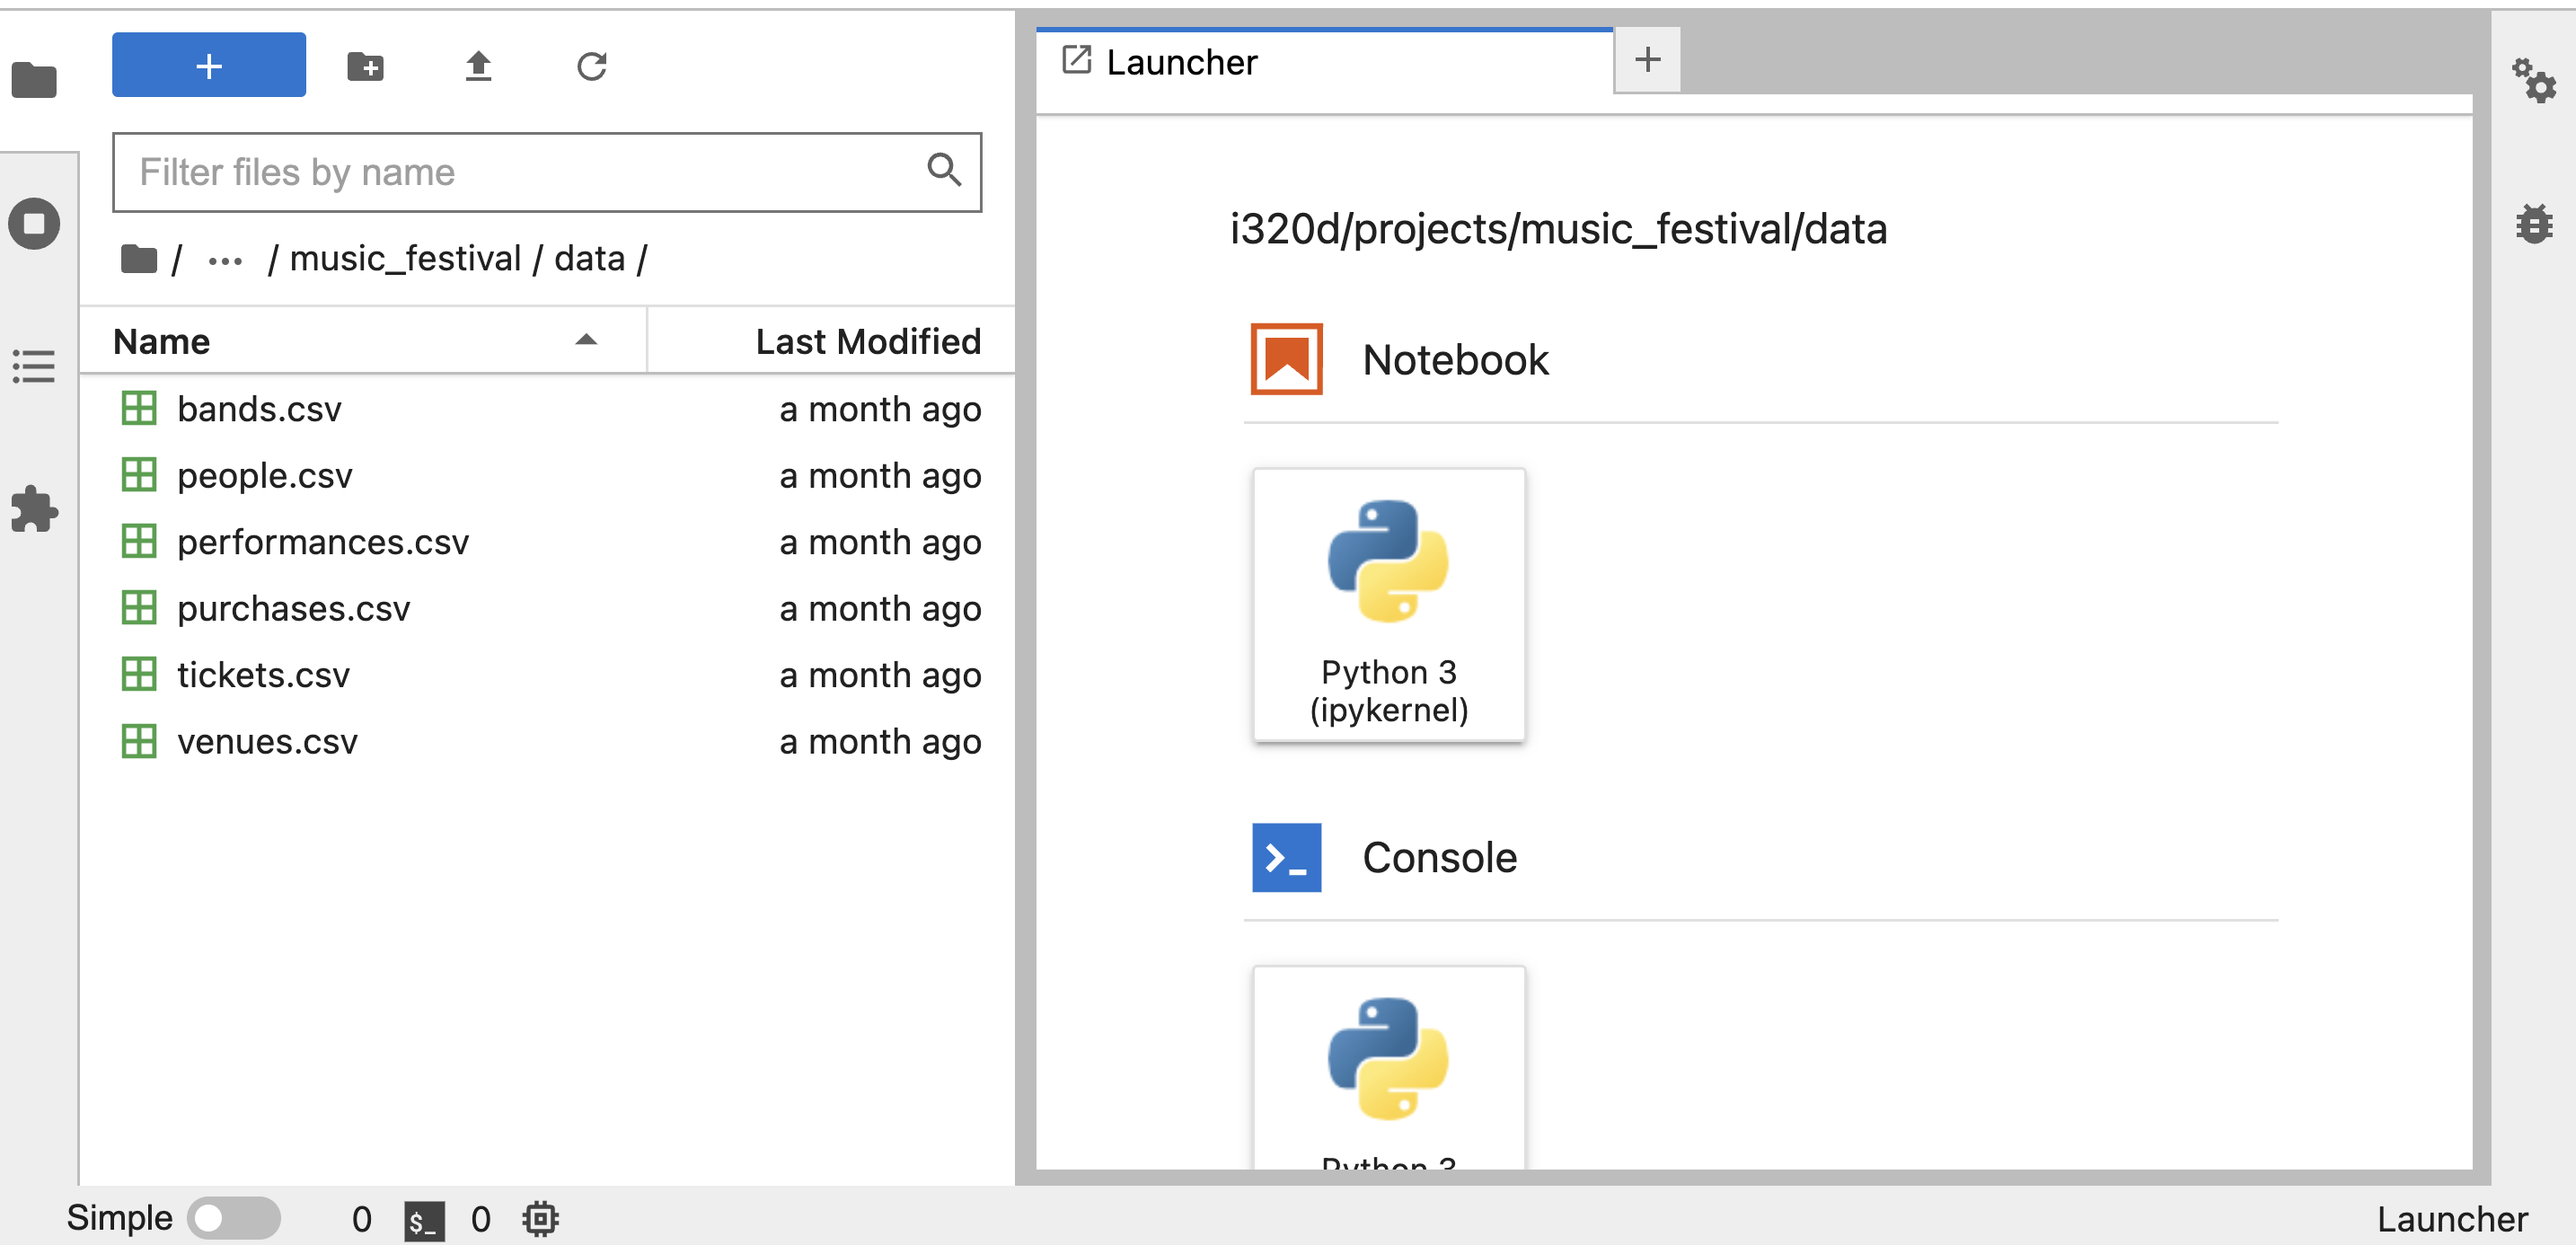 Launcher
Filter files by name
/ ... / music_festival / data /
Name Last Modified
bands.csv a month ago
people.csv a month ago
performances.csv a month ago
purchases.csv a month ago
tickets.csv a month ago
venues.csv a month ago
i320d/projects/music_festival/data
Notebook
Python 3
(ipykernel)
Console
Python 3
Simple 0 $_ 0 Launcher